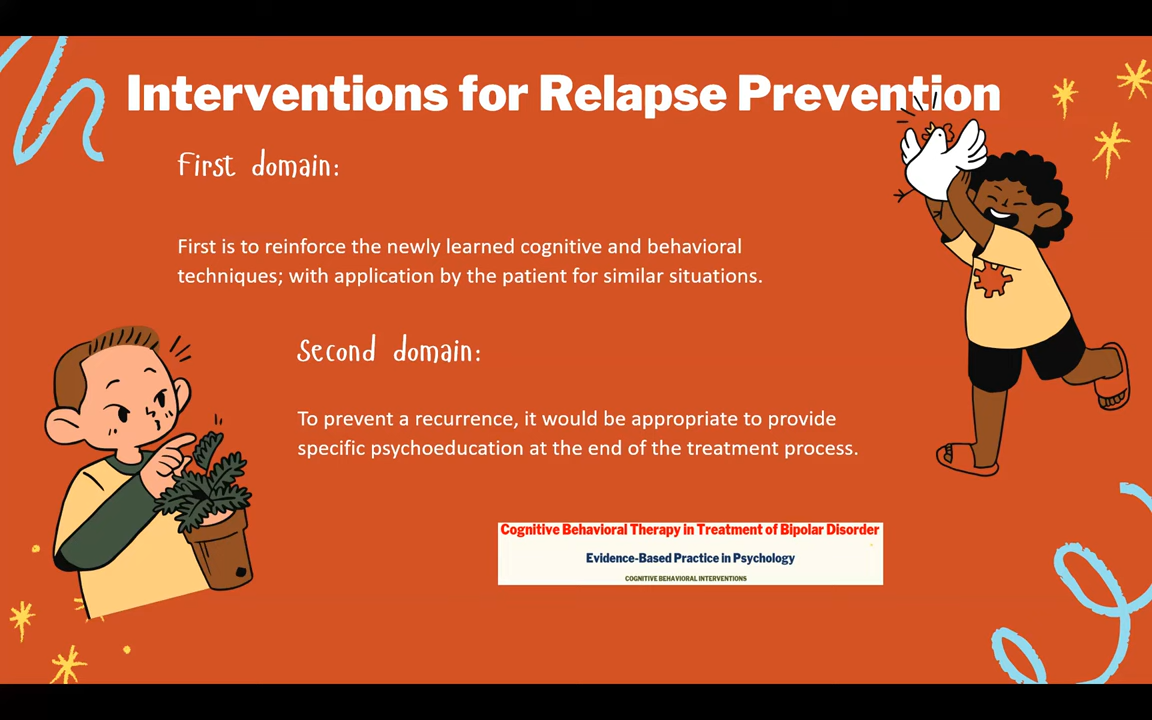 Interventions for Relapse Prevention
First domain:
First is to reinforce the newly learned cognitive and behavioral
techniques; with application by the patient for similar situations.
Second domain:
To prevent a recurrence, it would be appropriate to provide
specific psychoeducation at the end of the treatment process.
Cognitive Behavioral Therapy in Treatment of Bipolar Disorder
Evidence-Based Practice in Psychology
COGNITIVE BEHAVIORAL INTERVENTIONS